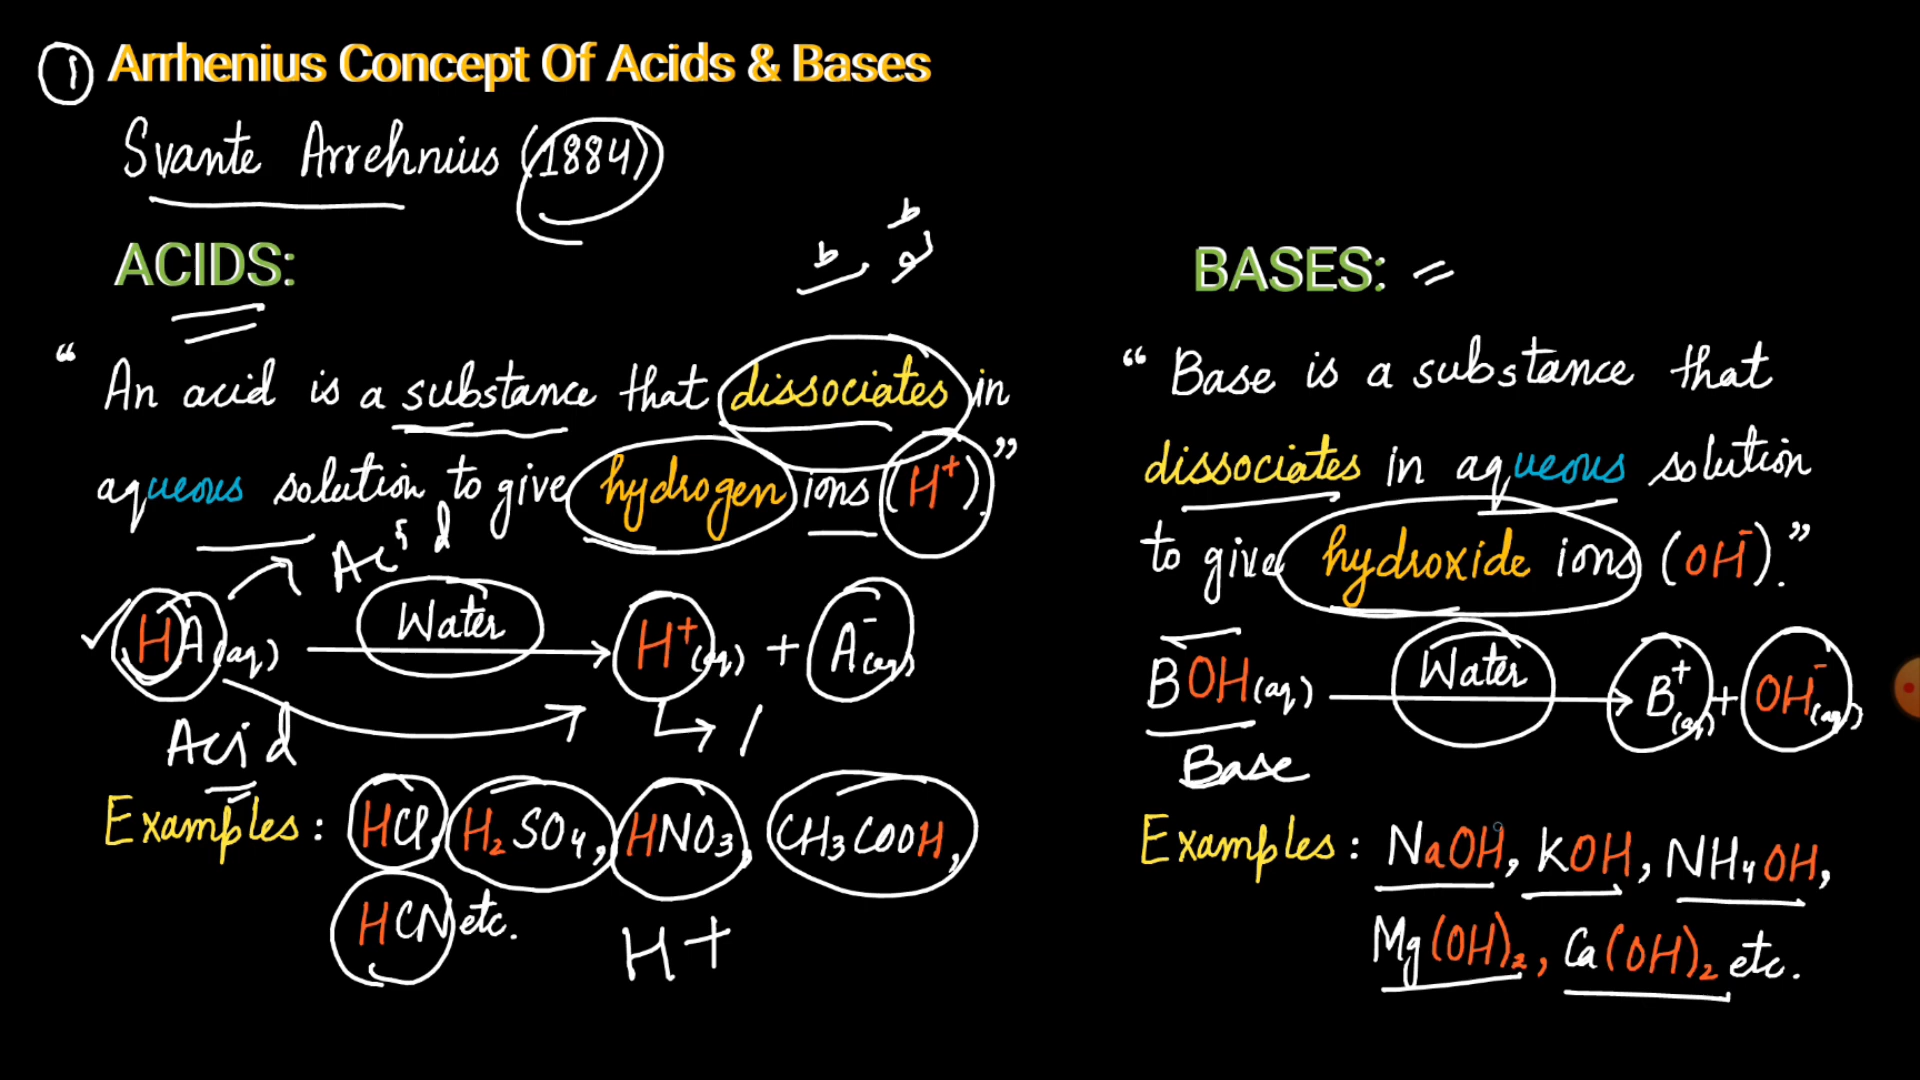 ① Arrhenius Concept Of Acids & Bases
Svante Arrehnius (1884)
ACIDS:
“ An acid is a substance that dissociates in
aqueous solution to give hydrogen ions (H⁺).”
Acid
HA(aq) Water H⁺(aq) + A⁻(aq)
Acid
Examples: HCl, H₂SO₄, HNO₃, CH₃COOH,
HCN etc.
H+
BASES:
“ Base is a substance that
dissociates in aqueous solution
to give hydroxide ions (OH⁻).”
BOH(aq) Water B⁺(aq) + OH⁻(aq)
Base
Examples: NaOH, KOH, NH₄OH,
Mg(OH)₂, Ca(OH)₂ etc.